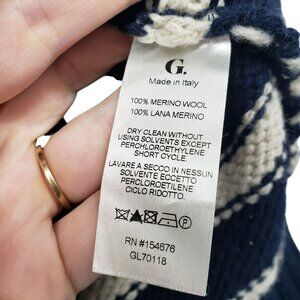 G.
Made in Italy
100% MERINO WOOL
100% LANA MERINO
DRY CLEAN WITHOUT
USING SOLVENTS EXCEPT
PERCHLOROETHYLENE
SHORT CYCLE.
LAVARE A SECCO IN NESSUN
SOLVENTE ECCETTO
PERCLOROETILENE
CICLO RIDOTTO.
P
RN #154676
GL70118